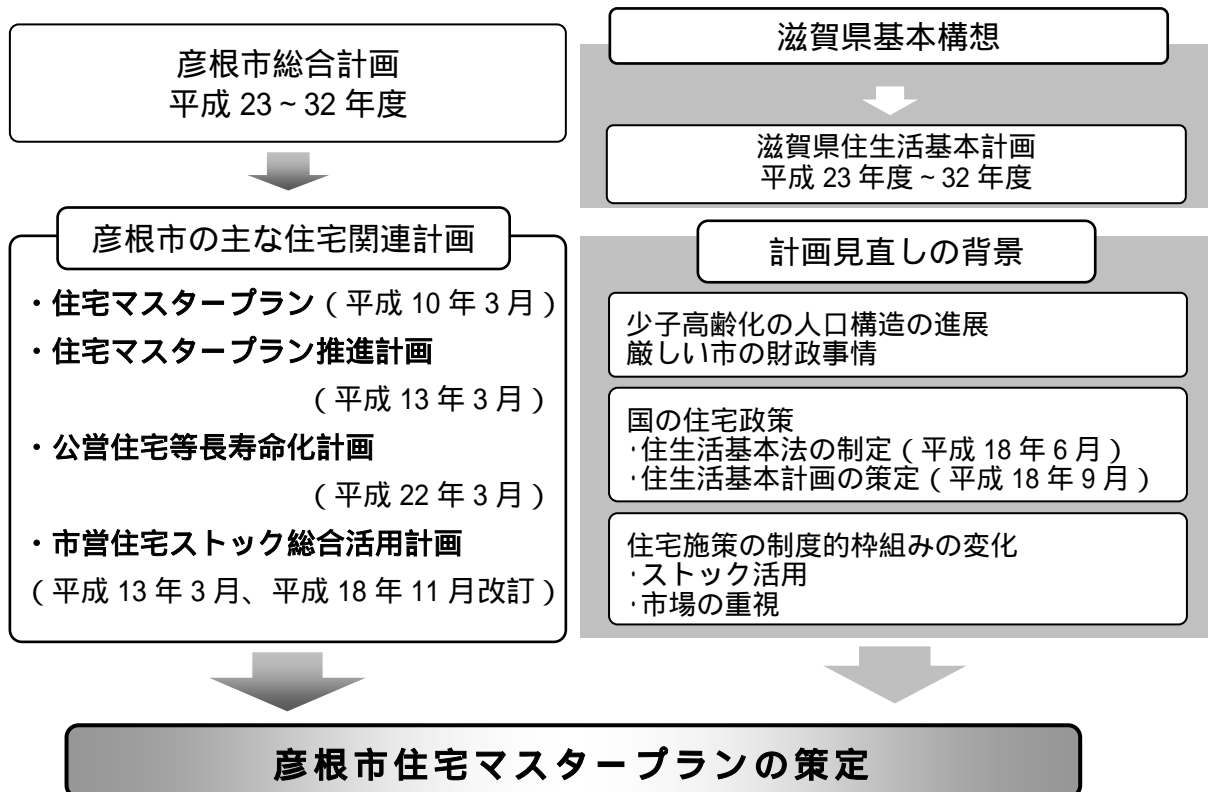 彦根市総合計画
平成 23～32 年度
彦根市の主な住宅関連計画
・住宅マスタープラン（平成 10 年 3 月）
・住宅マスタープラン推進計画
（平成 13 年 3 月）
・公営住宅等長寿命化計画
（平成 22 年 3 月）
・市営住宅ストック総合活用計画
（平成 13 年 3 月、平成 18 年 11 月改訂）
滋賀県基本構想
滋賀県住生活基本計画
平成 23 年度～32 年度
計画見直しの背景
少子高齢化の人口構造の進展
厳しい市の財政事情
国の住宅政策
･住生活基本法の制定（平成 18 年 6 月）
･住生活基本計画の策定（平成 18 年 9 月）
住宅施策の制度的枠組みの変化
･ストック活用
･市場の重視
彦根市住宅マスタープランの策定